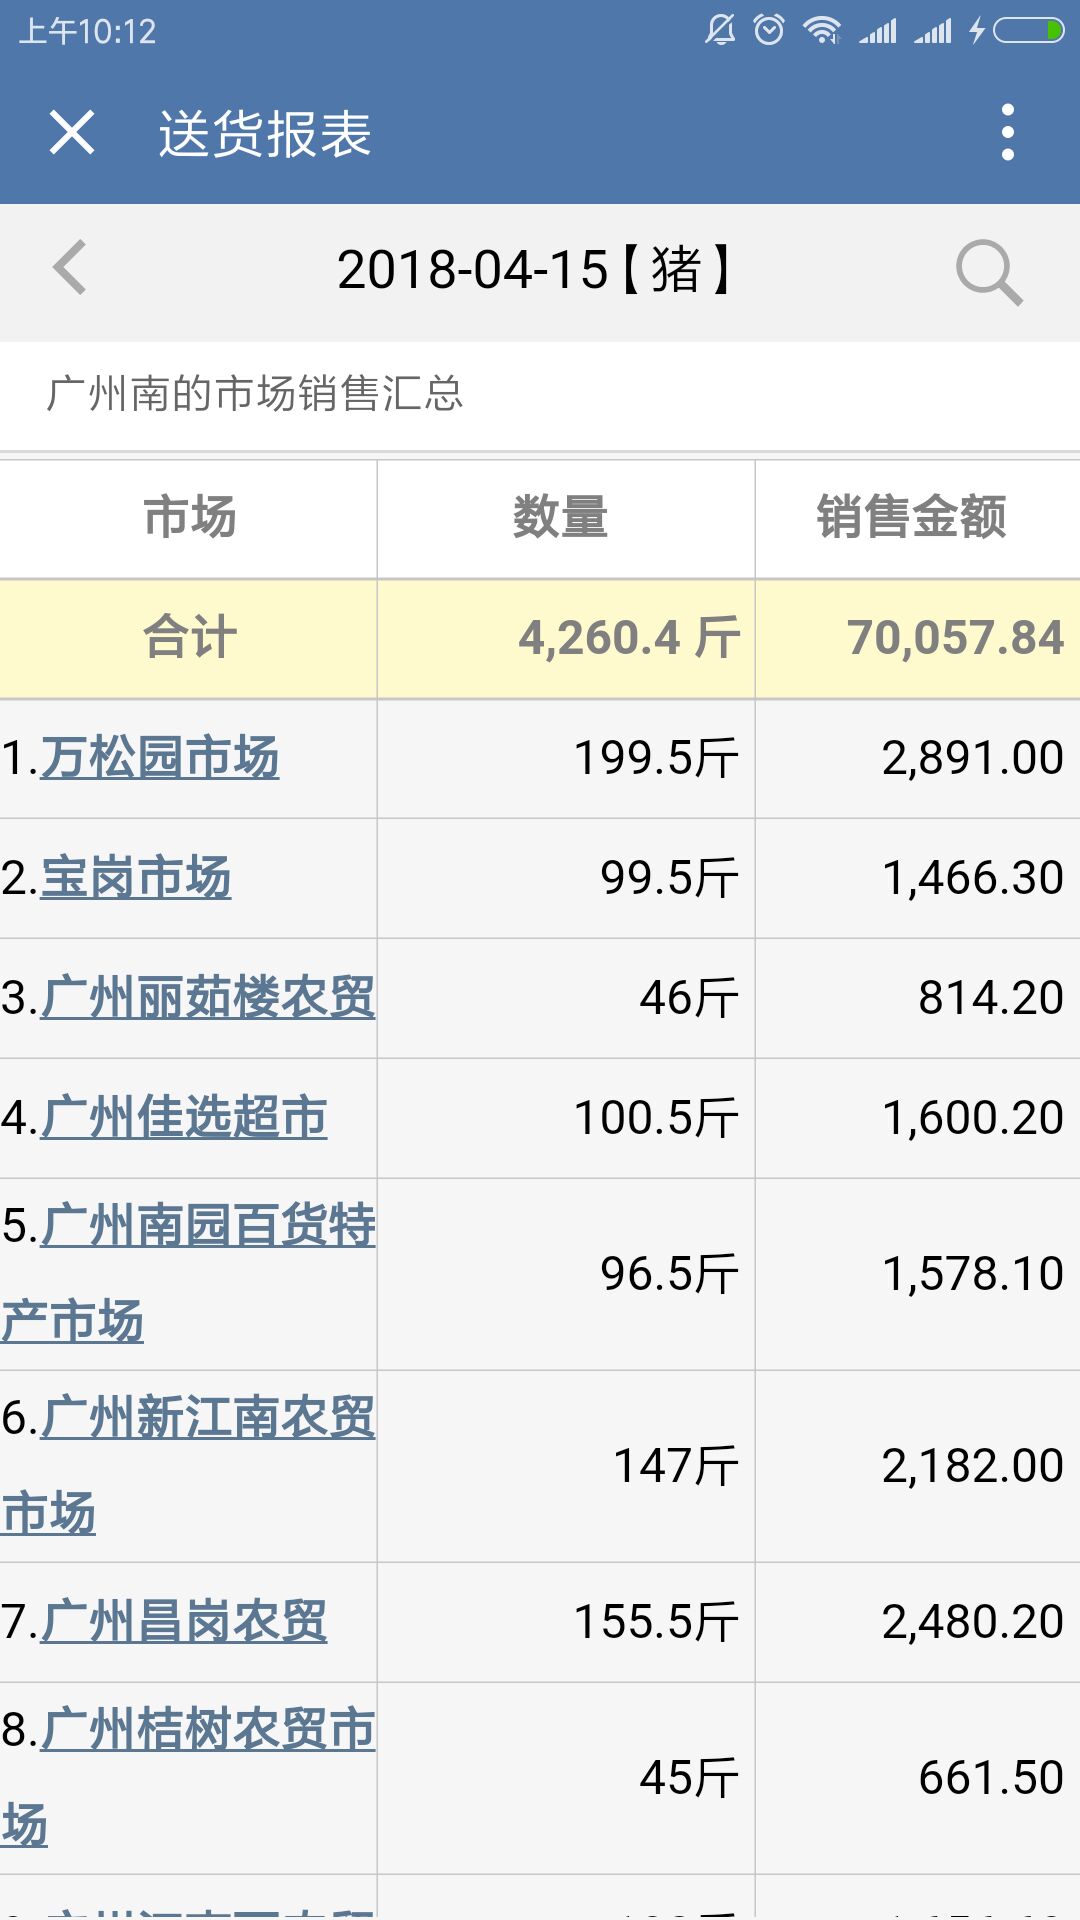 上午10:12
送货报表
2018-04-15【猪】
广州南的市场销售汇总
市场 数量 销售金额
合计 4,260.4 斤 70,057.84
1.万松园市场 199.5斤 2,891.00
2.宝岗市场 99.5斤 1,466.30
3.广州丽茹楼农贸 46斤 814.20
4.广州佳选超市 100.5斤 1,600.20
5.广州南园百货特
产市场 96.5斤 1,578.10
6.广州新江南农贸
市场 147斤 2,182.00
7.广州昌岗农贸 155.5斤 2,480.20
8.广州桔树农贸市
场 45斤 661.50